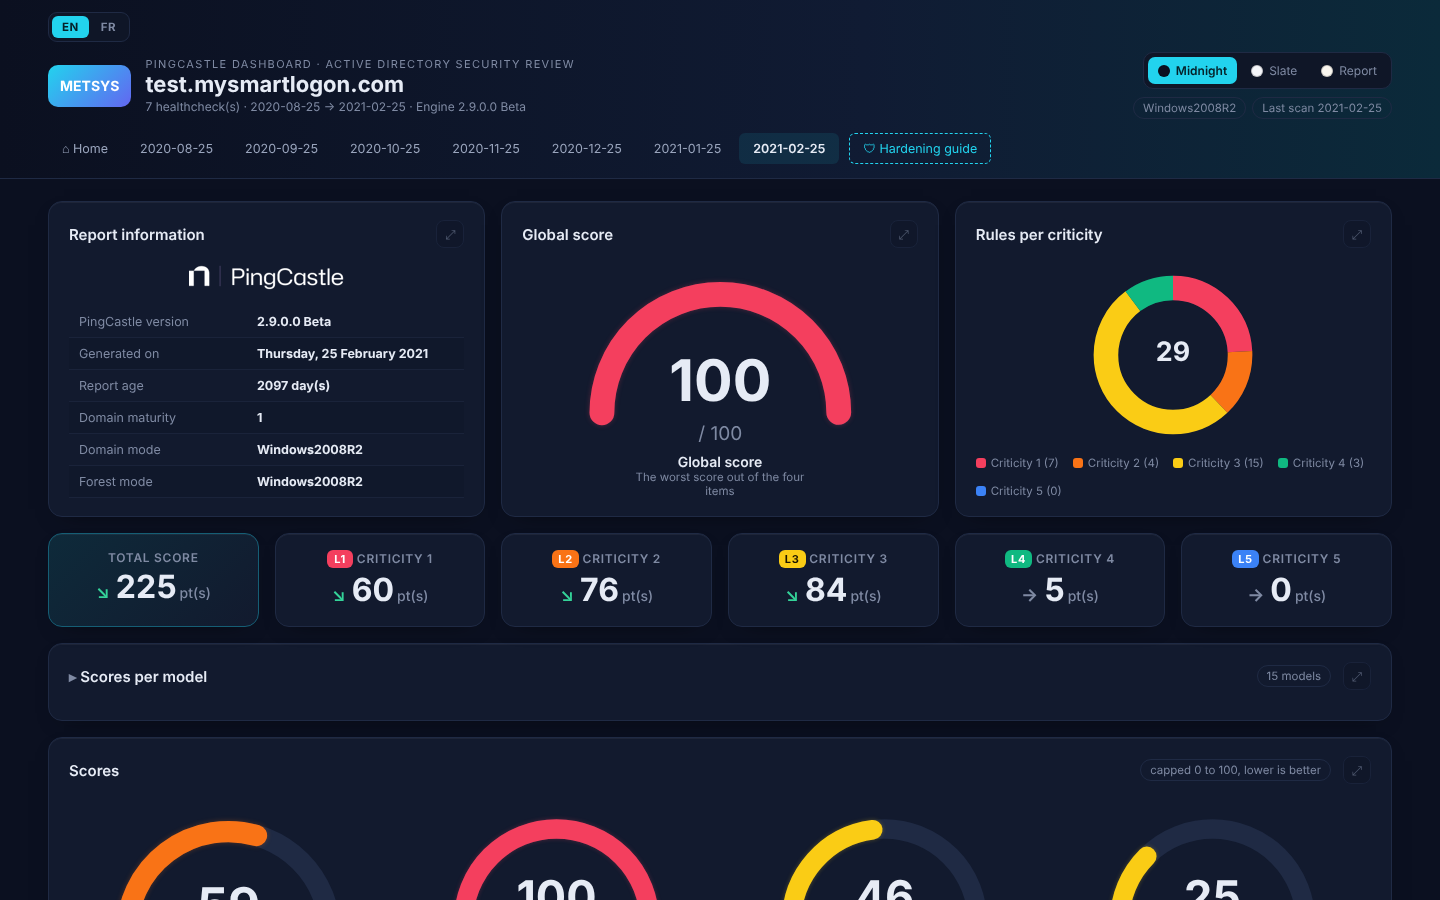 EN FR
METSYS
PINGCASTLE DASHBOARD · ACTIVE DIRECTORY SECURITY REVIEW
test.mysmartlogon.com
7 healthcheck(s) · 2020-08-25 → 2021-02-25 · Engine 2.9.0.0 Beta
Midnight Slate Report
Windows2008R2 Last scan 2021-02-25
⌂ Home 2020-08-25 2020-09-25 2020-10-25 2020-11-25 2020-12-25 2021-01-25 2021-02-25 Hardening guide
Report information
PingCastle
PingCastle version 2.9.0.0 Beta
Generated on Thursday, 25 February 2021
Report age 2097 day(s)
Domain maturity 1
Domain mode Windows2008R2
Forest mode Windows2008R2
Global score
100
/ 100
Global score
The worst score out of the four
items
Rules per criticity
29
Criticity 1 (7) Criticity 2 (4) Criticity 3 (15) Criticity 4 (3)
Criticity 5 (0)
TOTAL SCORE
↘ 225 pt(s)
L1 CRITICITY 1
↘ 60 pt(s)
L2 CRITICITY 2
↘ 76 pt(s)
L3 CRITICITY 3
↘ 84 pt(s)
L4 CRITICITY 4
→ 5 pt(s)
L5 CRITICITY 5
→ 0 pt(s)
▸ Scores per model 15 models
Scores capped 0 to 100, lower is better
59 100 46 25